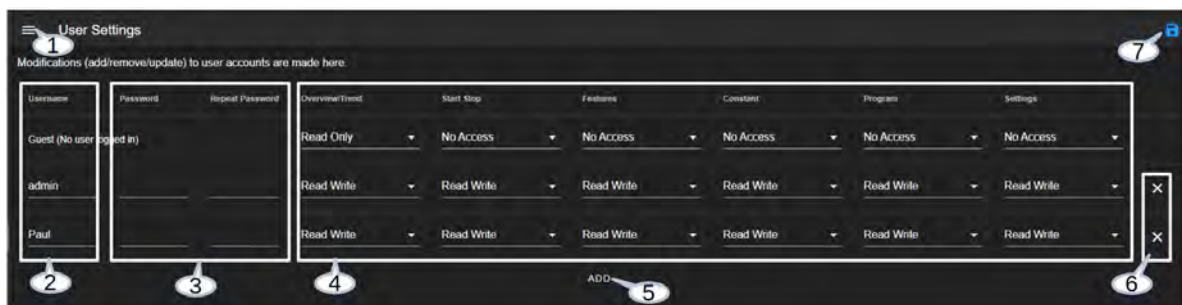 User Settings
1
7
Modifications (add/remove/update) to user accounts are made here.
Username Password Repeat Password Overview/Trend Start Stop Features Constant Program Settings
Guest (No user logged in) Read Only No Access No Access No Access No Access No Access
admin Read Write Read Write Read Write Read Write Read Write Read Write
Paul Read Write Read Write Read Write Read Write Read Write Read Write
2 3 4 ADD 5 6